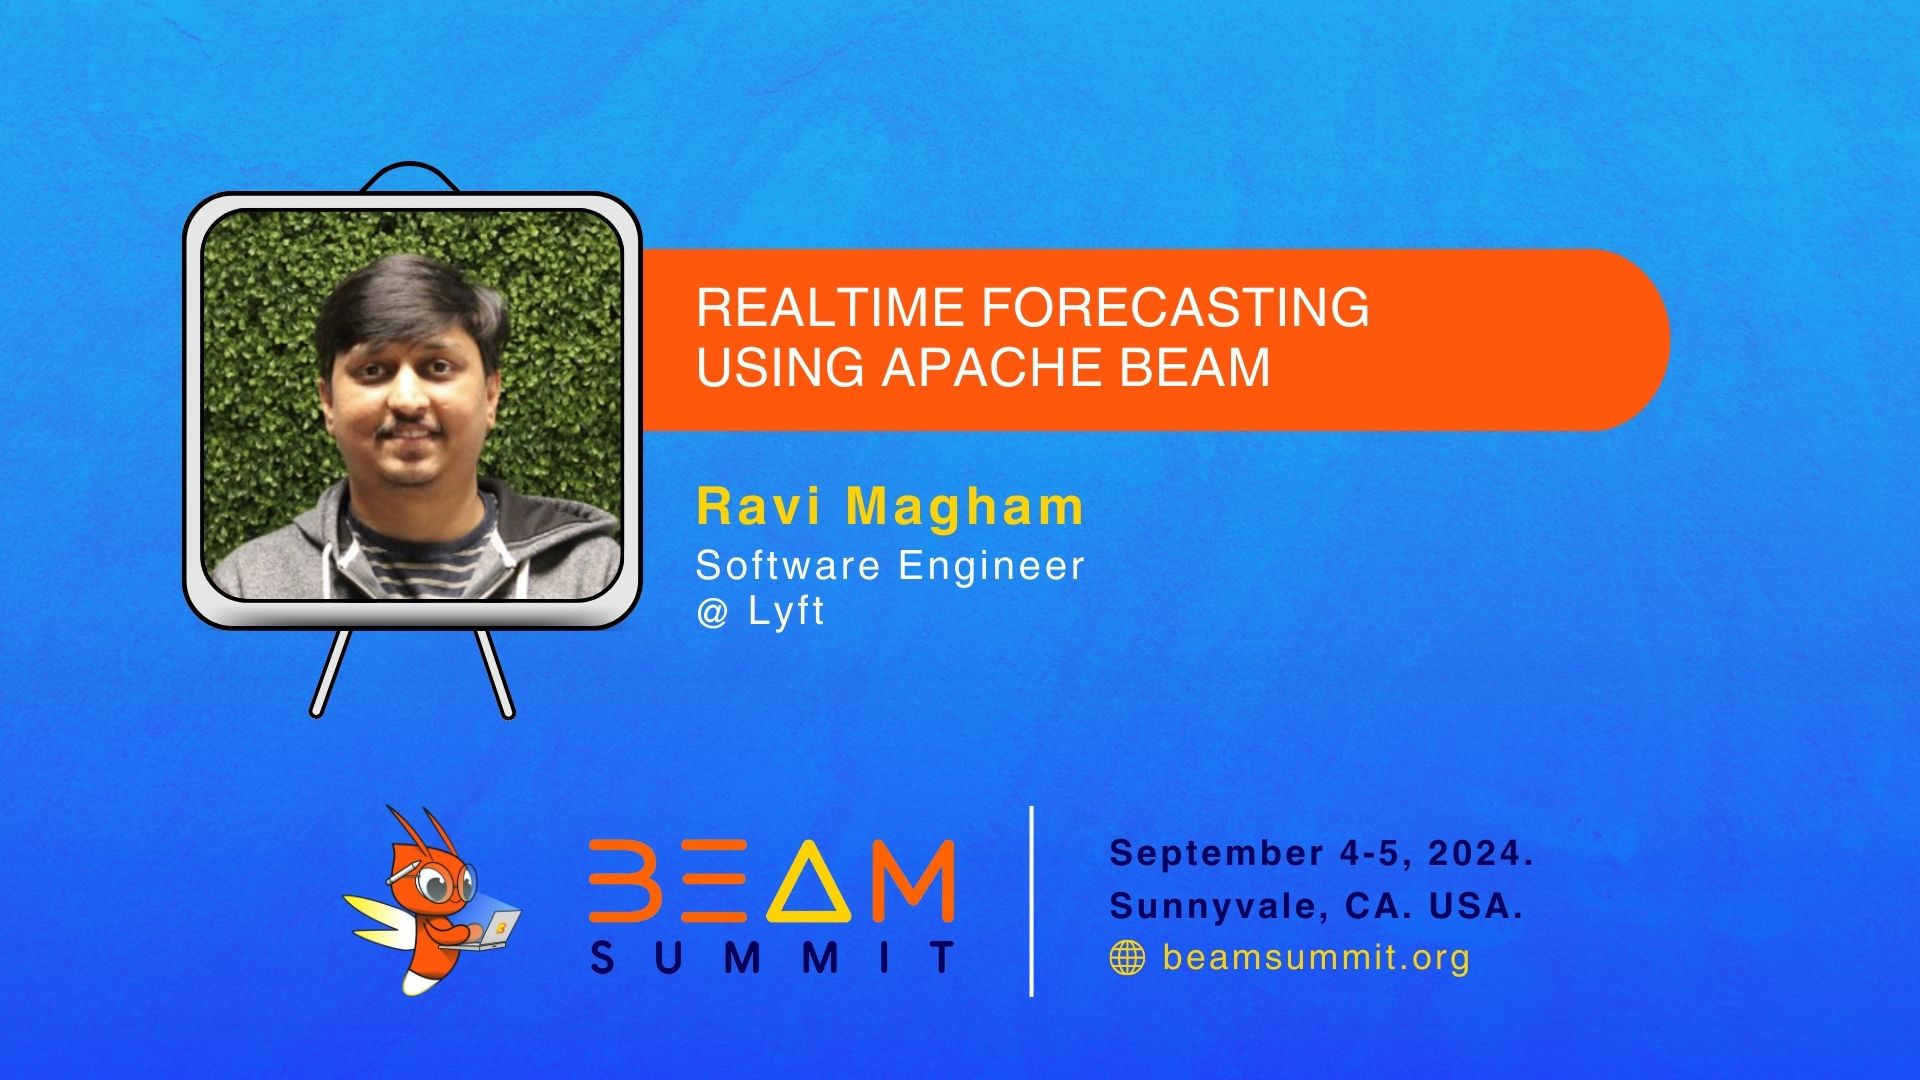 REALTIME FORECASTING
USING APACHE BEAM
Ravi Magham
Software Engineer
@ Lyft
BEAM
SUMMIT
September 4-5, 2024.
Sunnyvale, CA. USA.
beamsummit.org
B